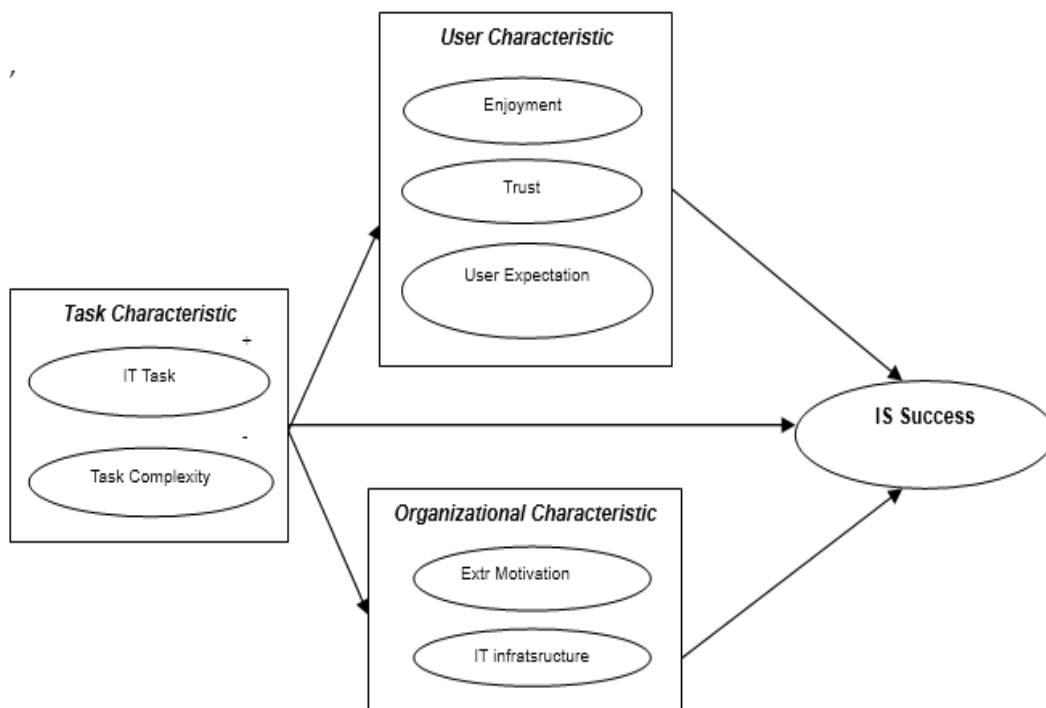 ,
User Characteristic
Enjoyment
Trust
User Expectation
Task Characteristic
+
IT Task
-
Task Complexity
IS Success
Organizational Characteristic
Extr Motivation
IT infratsructure